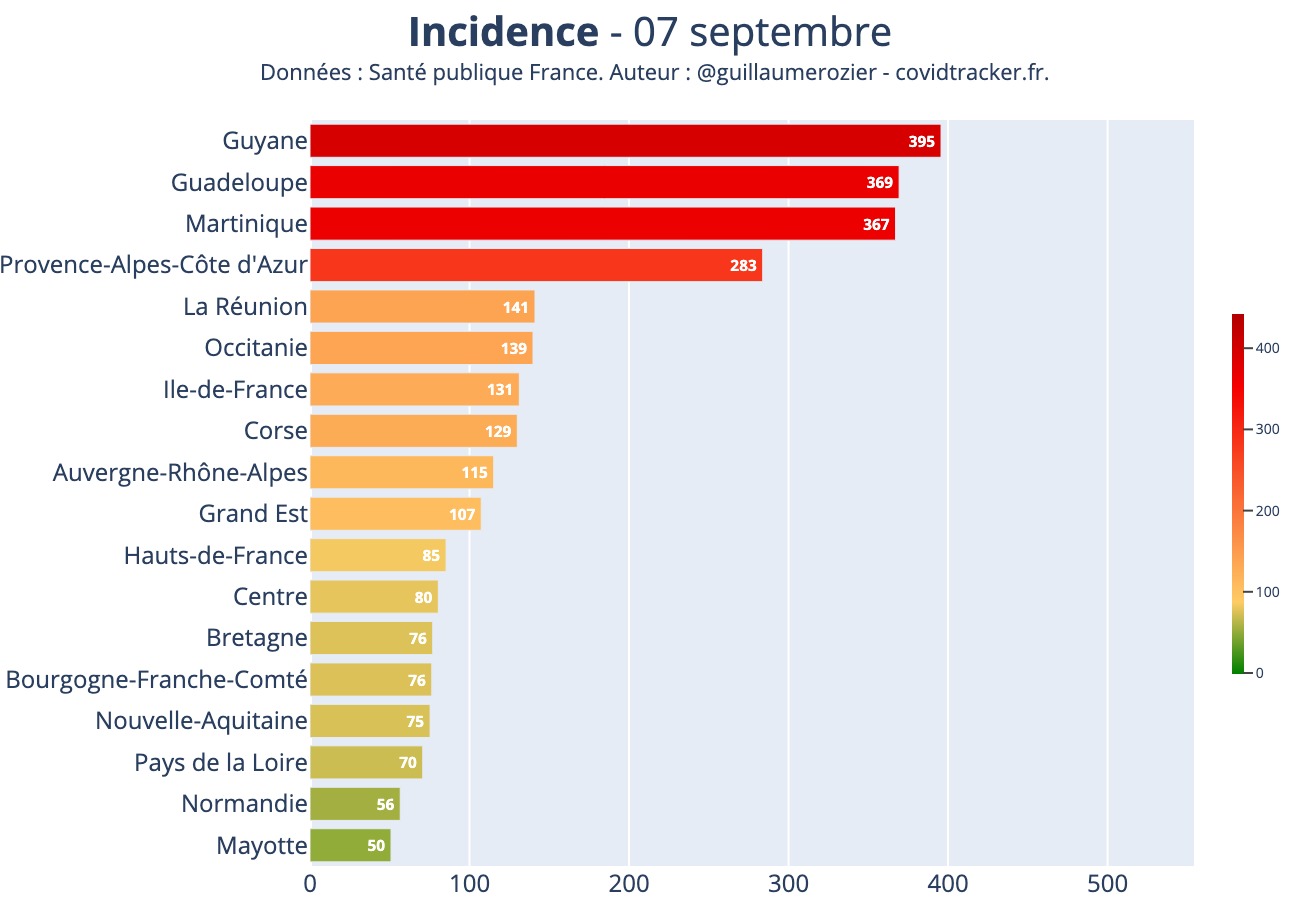 Incidence - 07 septembre
Données : Santé publique France. Auteur : @guillaumerozier - covidtracker.fr.
Guyane 395
Guadeloupe 369
Martinique 367
Provence-Alpes-Côte d'Azur 283
La Réunion 141
Occitanie 139
Ile-de-France 131
Corse 129
Auvergne-Rhône-Alpes 115
Grand Est 107
Hauts-de-France 85
Centre 80
Bretagne 76
Bourgogne-Franche-Comté 76
Nouvelle-Aquitaine 75
Pays de la Loire 70
Normandie 56
Mayotte 50
0 100 200 300 400 500
400
300
200
100
0